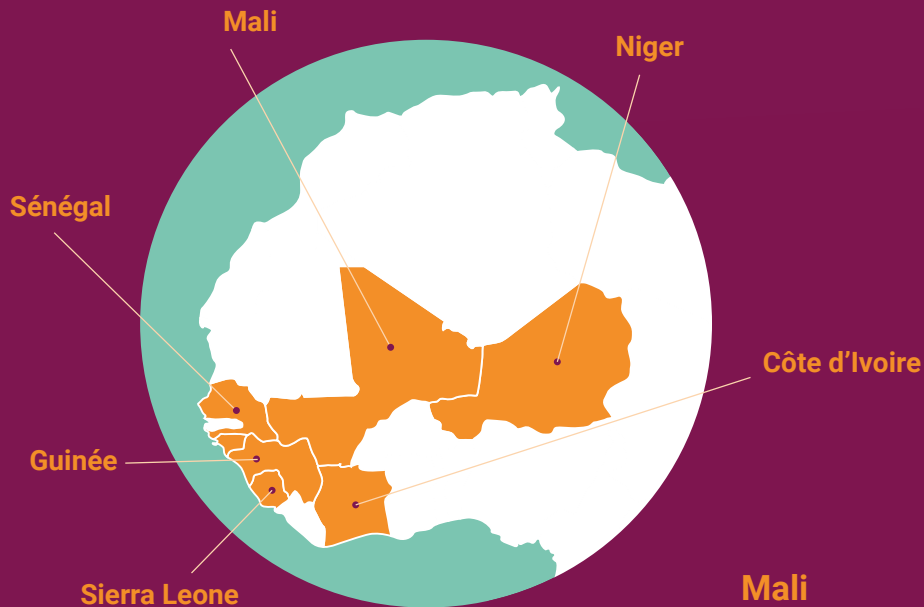 Mali
Niger
Sénégal
Côte d’Ivoire
Guinée
Sierra Leone
Mali